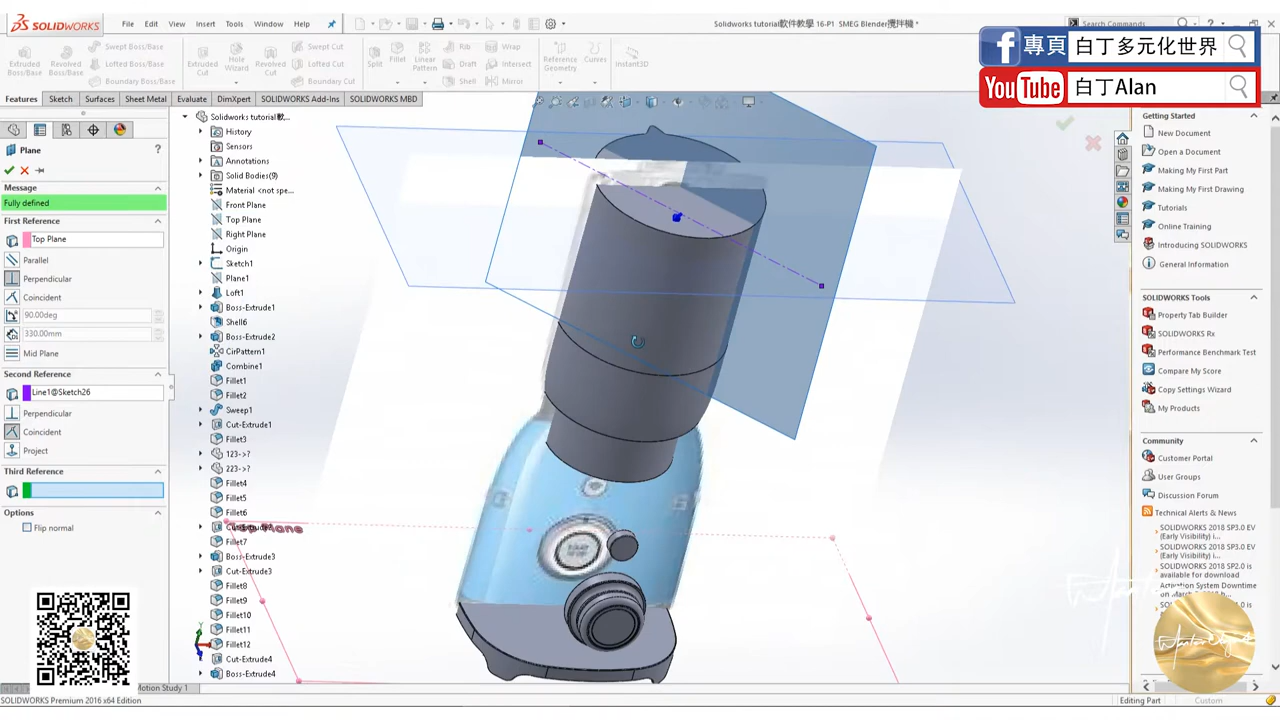 SOLIDWORKS
File Edit View Insert Tools Window Help
Solidworks tutorial軟件教學 16-P1 SMEG Blender攪拌機 *
Search Commands
專頁 白丁多元化世界
YouTube 白丁Alan
Extruded Boss/Base
Revolved Boss/Base
Swept Boss/Base
Lofted Boss/Base
Boundary Boss/Base
Extruded Cut
Hole Wizard
Revolved Cut
Swept Cut
Lofted Cut
Boundary Cut
Split
Fillet
Linear Pattern
Rib
Draft
Shell
Wrap
Intersect
Mirror
Reference Geometry
Curves
Instant3D
Features Sketch Surfaces Sheet Metal Evaluate DimXpert SOLIDWORKS Add-Ins SOLIDWORKS MBD
Plane
?
Message
Fully defined
First Reference
Top Plane
Parallel
Perpendicular
Coincident
90.00deg
330.00mm
Mid Plane
Second Reference
Line1@Sketch26
Perpendicular
Coincident
Project
Third Reference
Options
Flip normal
Solidworks tutorial軟...
History
Sensors
Annotations
Solid Bodies(9)
Material <not spe...
Front Plane
Top Plane
Right Plane
Origin
Sketch1
Plane1
Loft1
Boss-Extrude1
Shell6
Boss-Extrude2
CirPattern1
Combine1
Fillet1
Fillet2
Sweep1
Cut-Extrude1
Fillet3
123->?
223->?
Fillet4
Fillet5
Fillet6
Fillet7
Boss-Extrude3
Cut-Extrude3
Fillet8
Fillet9
Fillet10
Fillet11
Fillet12
Cut-Extrude4
Boss-Extrude4
Getting Started
New Document
Open a Document
Making My First Part
Making My First Drawing
Tutorials
Online Training
Introducing SOLIDWORKS
General Information
SOLIDWORKS Tools
Property Tab Builder
SOLIDWORKS Rx
Performance Benchmark Test
Compare My Score
Copy Settings Wizard
My Products
Community
Customer Portal
User Groups
Discussion Forum
Technical Alerts & News
SOLIDWORKS 2018 SP3.0 EV
(Early Visibility) i...
SOLIDWORKS 2018 SP3.0 EV
(Early Visibility) i...
SOLIDWORKS 2018 SP2.0 is
available for download
Activation System Downtime
Motion Study 1
SOLIDWORKS Premium 2016 x64 Edition
Editing Part
Custom